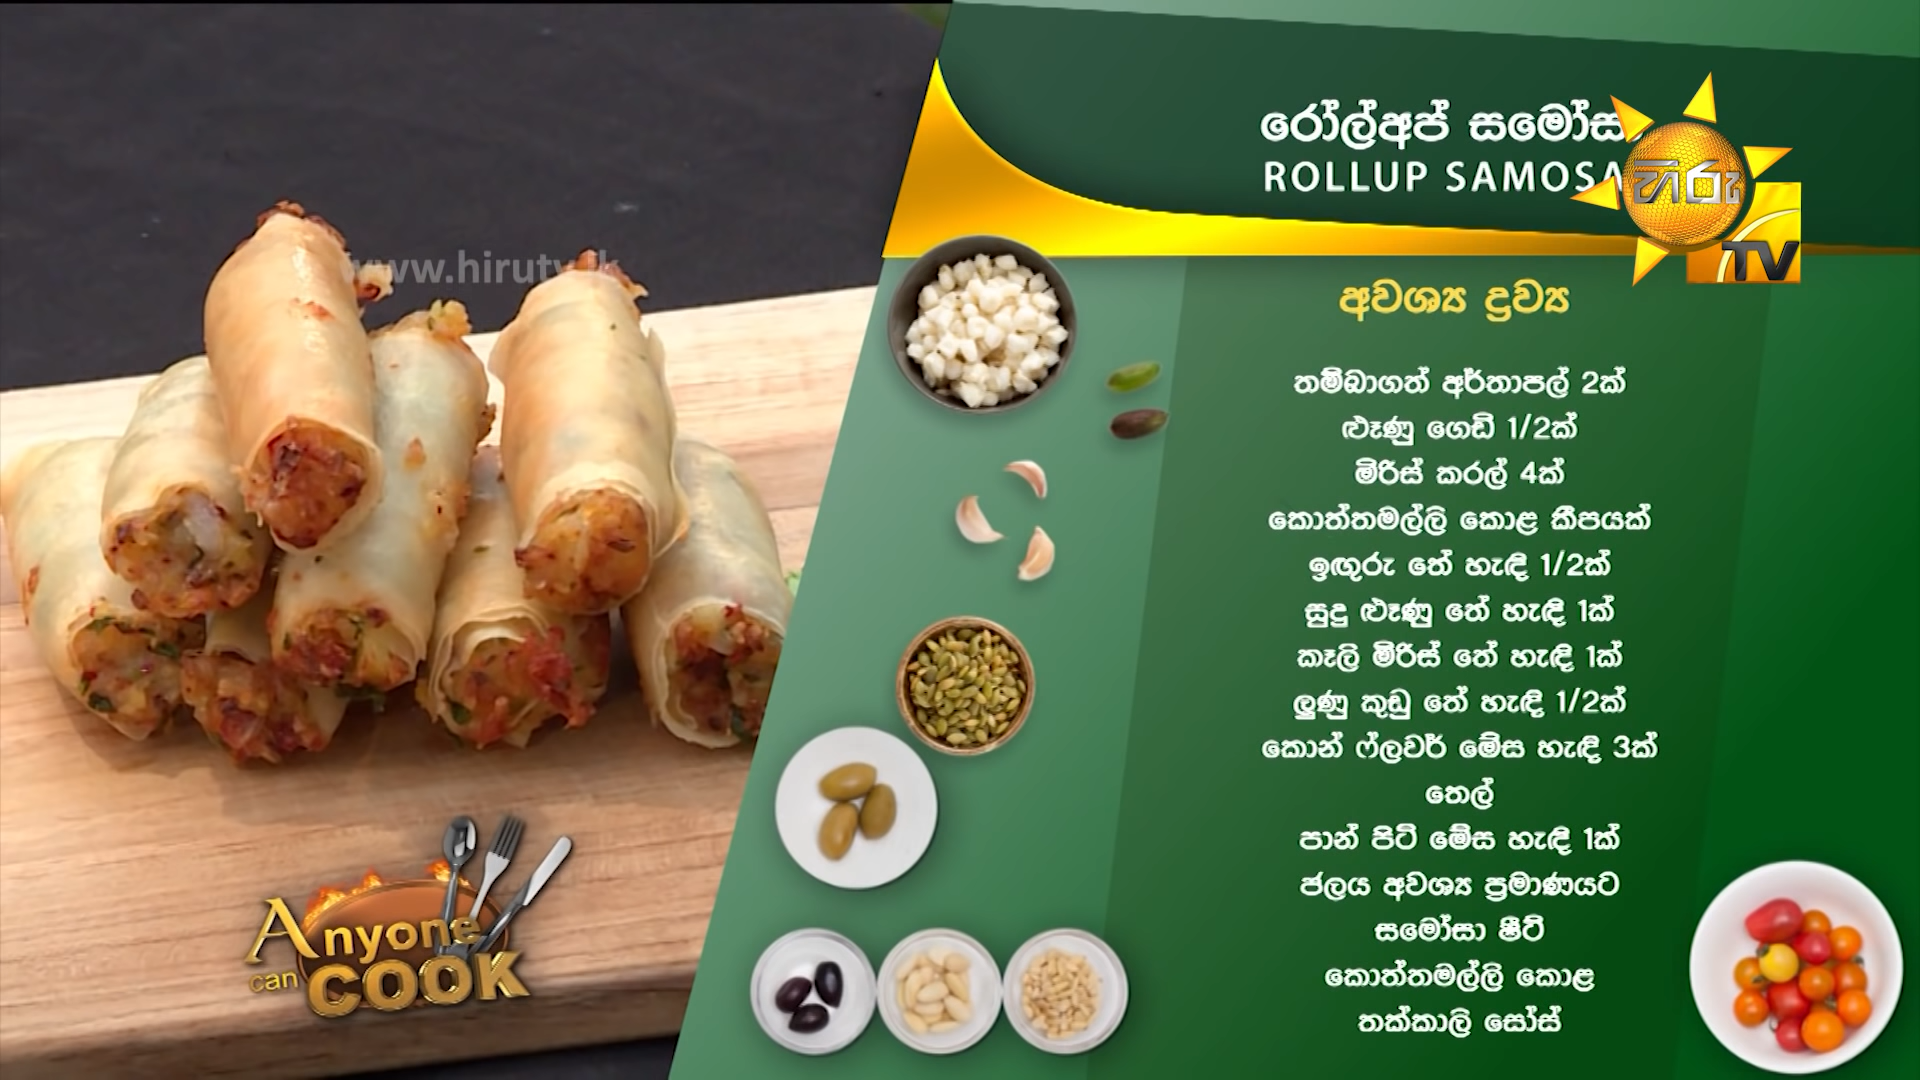 රෝල්අප් සමෝසා
ROLLUP SAMOSA
හිරු
TV
www.hirutv.lk
අවශ්‍ය ද්‍රව්‍ය
තම්බාගත් අර්තාපල් 2ක්
ළූණු ගෙඩි 1/2ක්
මිරිස් කරල් 4ක්
කොත්තමල්ලි කොළ කීපයක්
ඉඟුරු තේ හැඳි 1/2ක්
සුදු ළූණු තේ හැඳි 1ක්
කෑලි මිරිස් තේ හැඳි 1ක්
ලුණු කුඩු තේ හැඳි 1/2ක්
කොන් ෆ්ලවර් මේස හැඳි 3ක්
තෙල්
පාන් පිටි මේස හැඳි 1ක්
ජලය අවශ්‍ය ප්‍රමාණයට
සමෝසා ෂීට්
කොත්තමල්ලි කොළ
තක්කාලි සෝස්
Anyone
can COOK